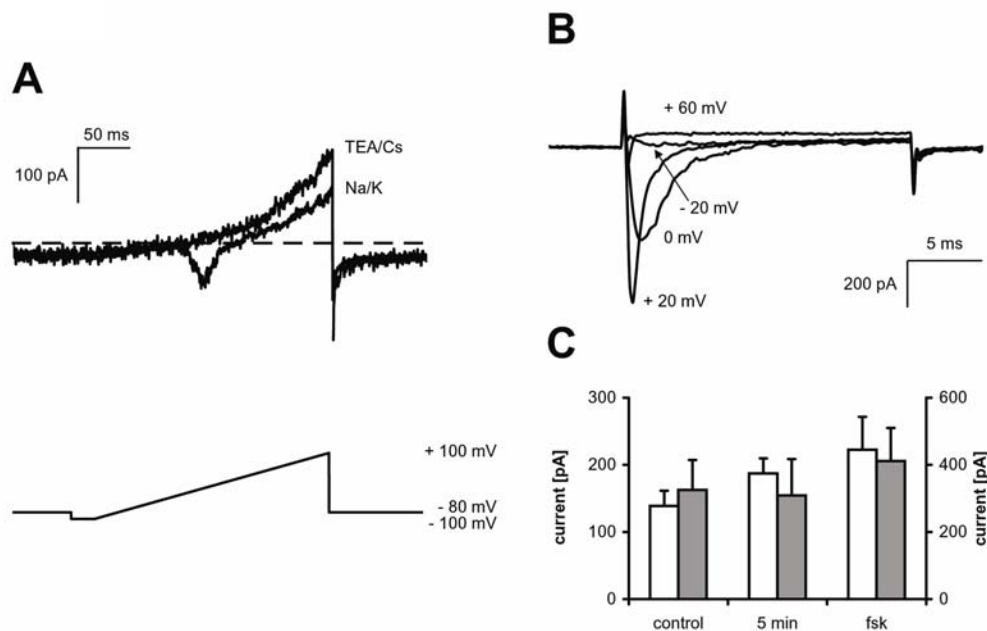 A
50 ms
100 pA
TEA/Cs
Na/K
+ 100 mV
- 80 mV
- 100 mV
B
+ 60 mV
- 20 mV
0 mV
+ 20 mV
5 ms
200 pA
C
300
200
100
0
current [pA]
600
400
200
0
current [pA]
control
5 min
fsk